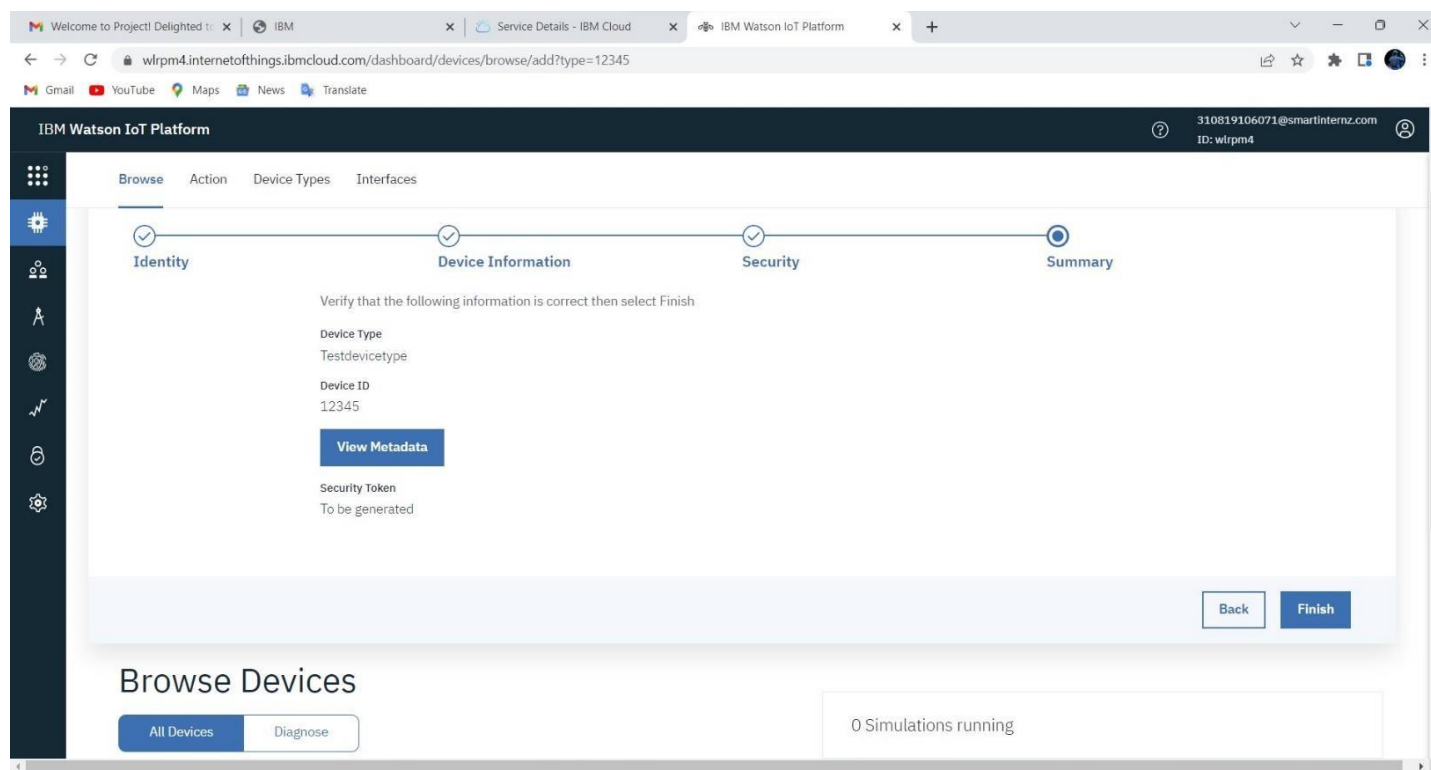 Welcome to Project! Delighted to
IBM
Service Details - IBM Cloud
IBM Watson IoT Platform
wlrpm4.internetofthings.ibmcloud.com/dashboard/devices/browse/add?type=12345
Gmail YouTube Maps News Translate
IBM Watson IoT Platform
310819106071@smartinternz.com
ID: wlrpm4
Browse Action Device Types Interfaces
Identity Device Information Security Summary
Verify that the following information is correct then select Finish
Device Type
Testdevicetype
Device ID
12345
View Metadata
Security Token
To be generated
Back Finish
Browse Devices
All Devices Diagnose
0 Simulations running